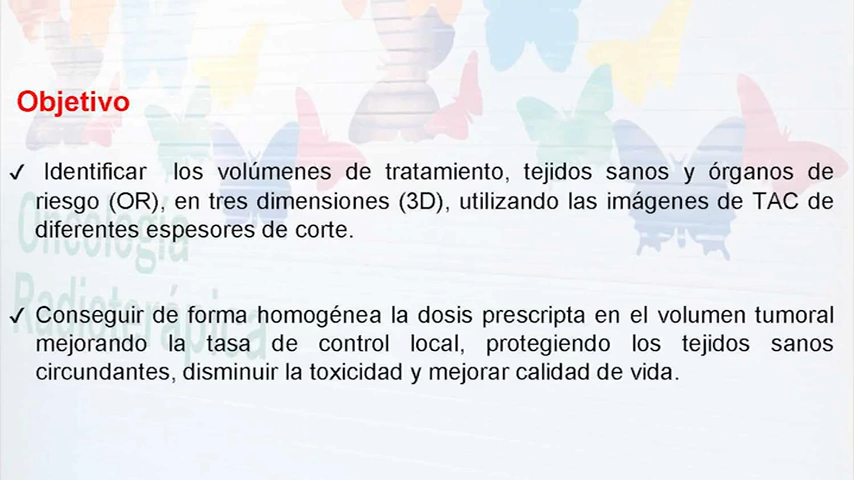 Objetivo
✓ Identificar los volúmenes de tratamiento, tejidos sanos y órganos de
riesgo (OR), en tres dimensiones (3D), utilizando las imágenes de TAC de
diferentes espesores de corte.
Oncología
Radioterápica
✓ Conseguir de forma homogénea la dosis prescripta en el volumen tumoral
mejorando la tasa de control local, protegiendo los tejidos sanos
circundantes, disminuir la toxicidad y mejorar calidad de vida.